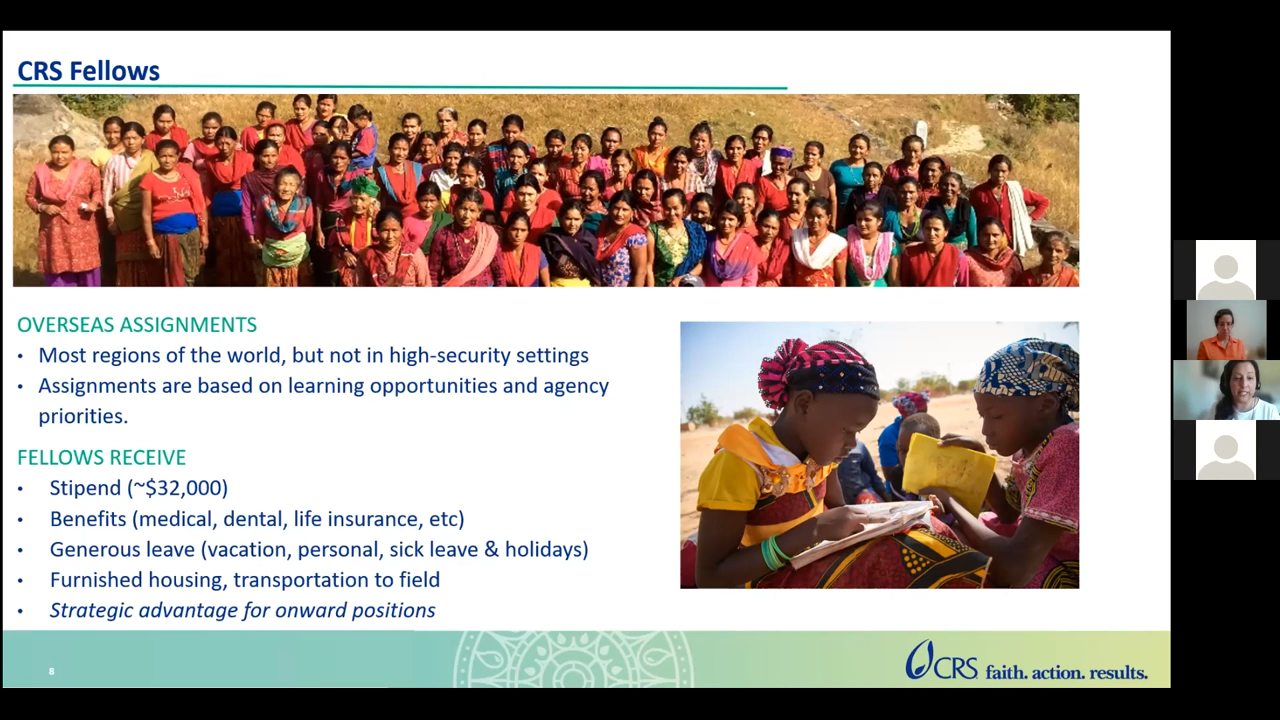 CRS Fellows
OVERSEAS ASSIGNMENTS
• Most regions of the world, but not in high-security settings
• Assignments are based on learning opportunities and agency
priorities.
FELLOWS RECEIVE
• Stipend (~$32,000)
• Benefits (medical, dental, life insurance, etc)
• Generous leave (vacation, personal, sick leave & holidays)
• Furnished housing, transportation to field
• Strategic advantage for onward positions
8
CRS faith. action. results.